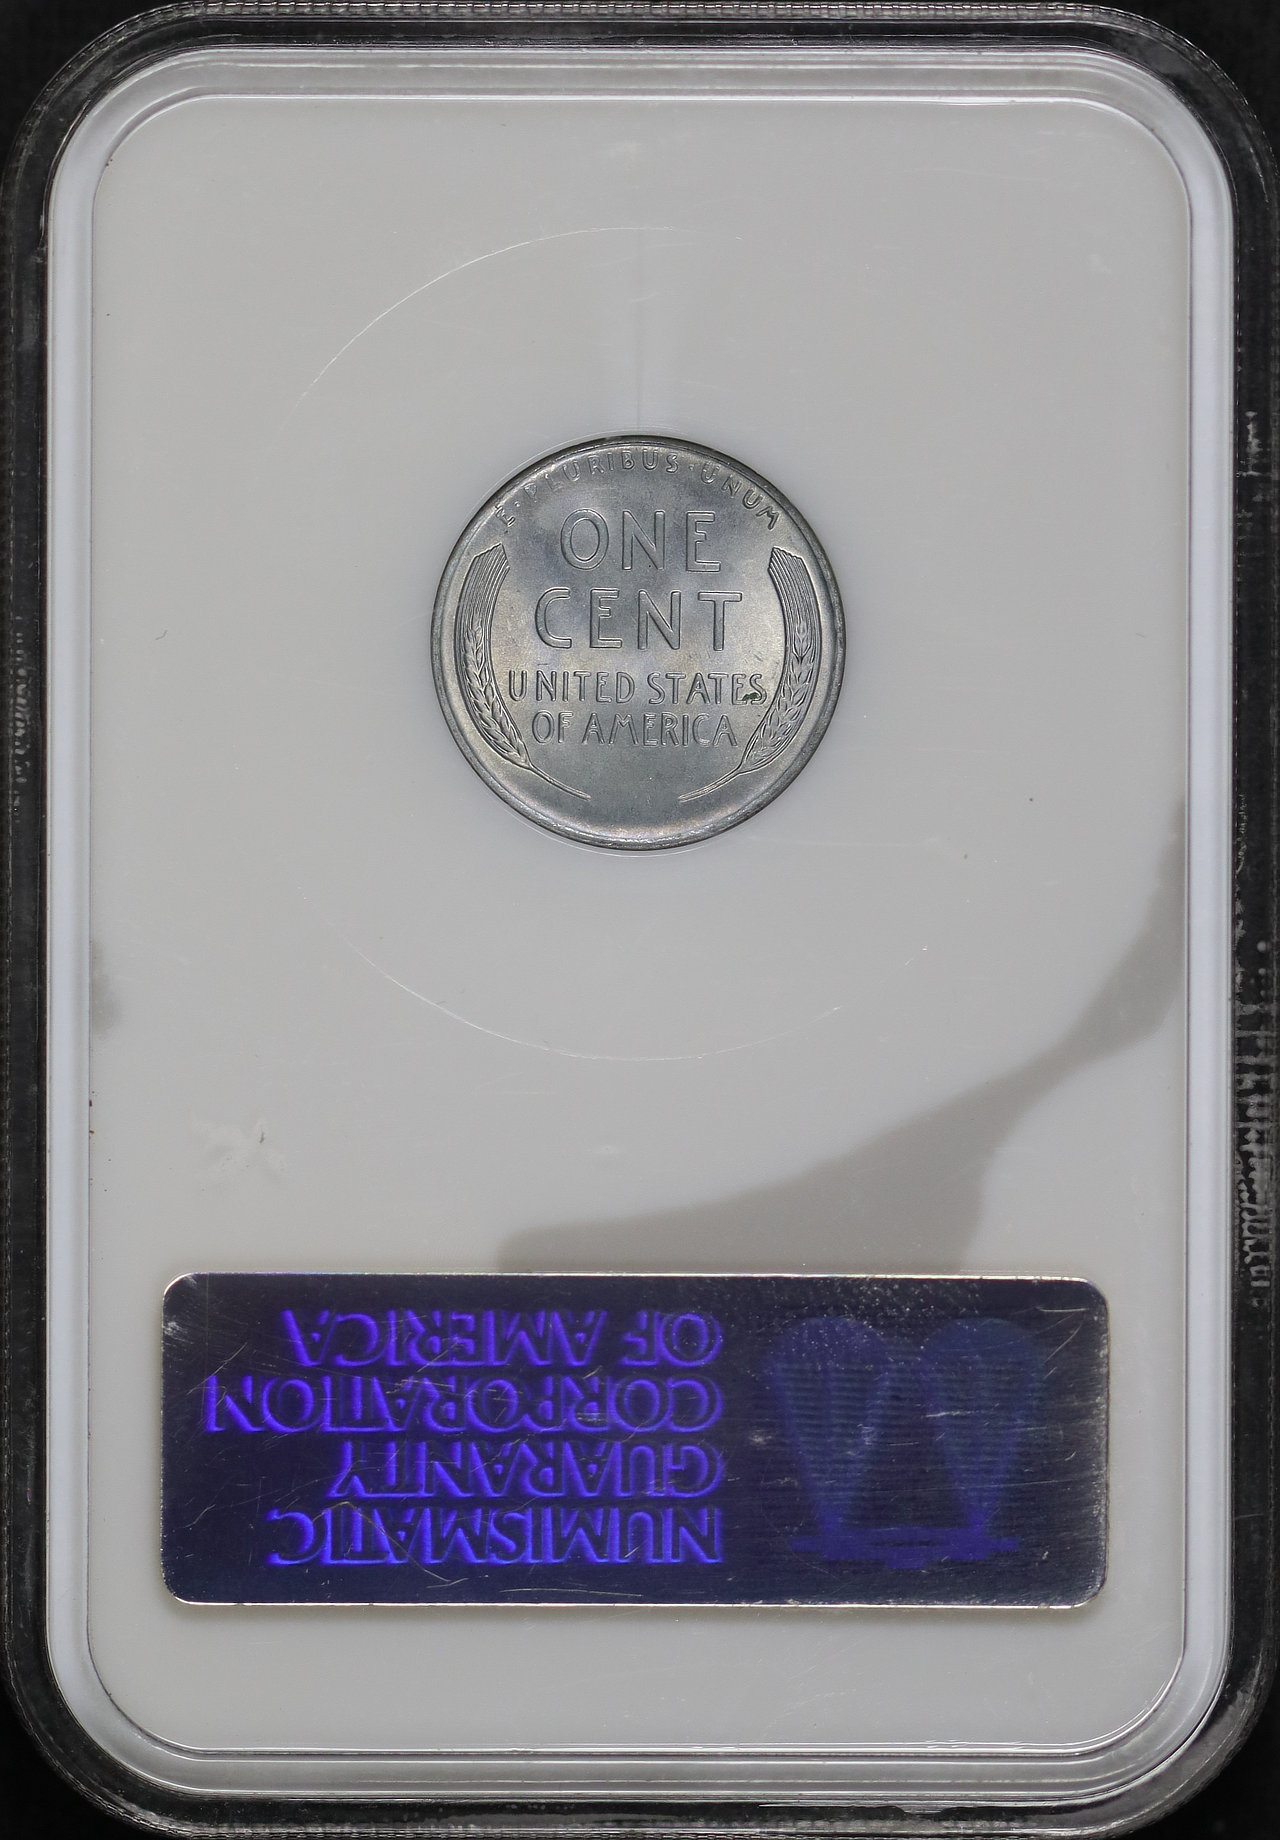 E · PLURIBUS · UNUM
ONE
CENT
UNITED STATES
OF AMERICA
NUMISMATIC
GUARANTY
CORPORATION
OF AMERICA